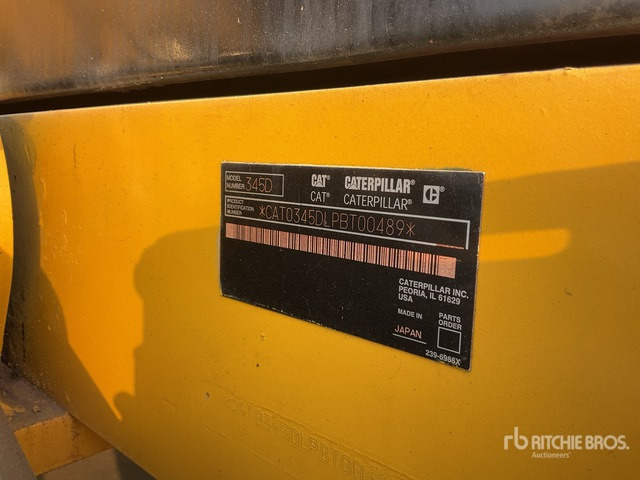 MODEL NUMBER 345D
CAT® CATERPILLAR®
CAT® CATERPILLAR®
PRODUCT IDENTIFICATION NUMBER *CAT0345DLPBT00489*
CATERPILLAR INC.
PEORIA, IL 61629
USA
MADE IN
JAPAN
PARTS ORDER
239-6986X
rb RITCHIE BROS.
Auctioneers